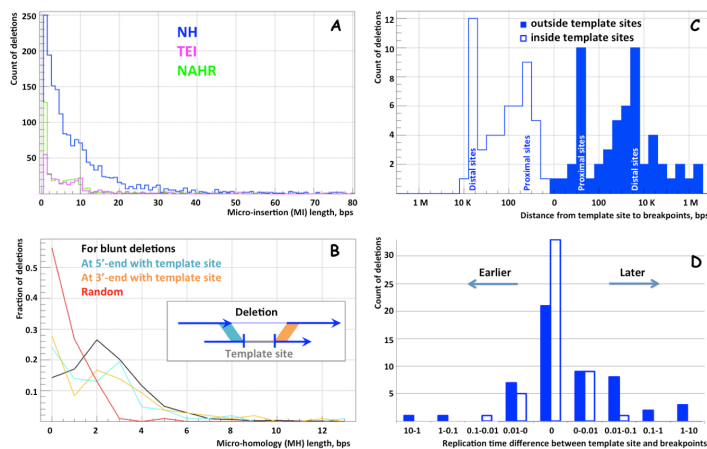 A
NH
TEI
NAHR
Count of deletions
250
200
150
100
50
0
10
20
30
40
50
60
70
80
Micro-insertion (MI) length, bps
C
outside template sites
inside template sites
Count of deletions
12
10
8
6
4
2
Distal sites
Proximal sites
Proximal sites
Distal sites
1 M
10 K
100
0
100
10 K
1 M
Distance from template site to breakpoints, bps
B
For blunt deletions
At 5'-end with template site
At 3'-end with template site
Random
Fraction of deletions
0.5
0.4
0.3
0.2
0.1
Deletion
Template site
0
2
4
6
8
10
12
Micro-homology (MH) length, bps
D
Earlier
Later
Count of deletions
30
25
20
15
10
5
10-1
1-0.1
0.1-0.01
0.01-0
0
0-0.01
0.01-0.1
0.1-1
1-10
Replication time difference between template site and breakpoints